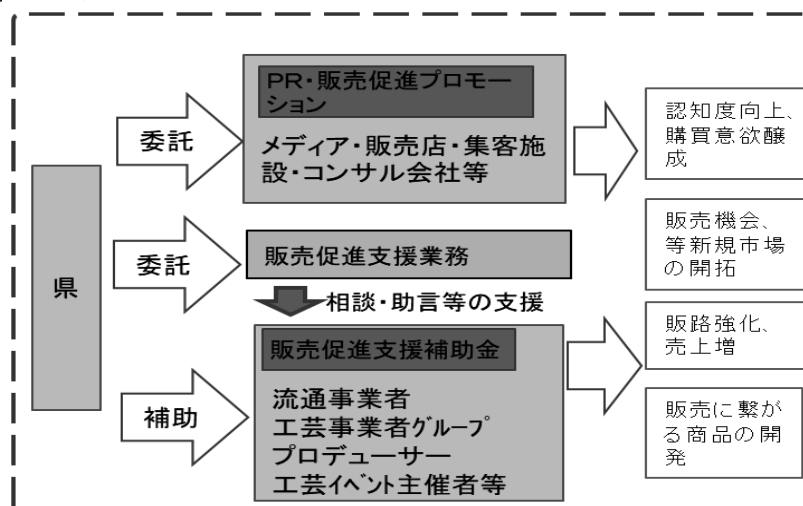 県
委託
PR・販売促進プロモー
ション
メディア・販売店・集客施
設・コンサル会社等
認知度向上、
購買意欲醸
成
委託
販売促進支援業務
相談・助言等の支援
販売機会、
等新規市場
の開拓
補助
販売促進支援補助金
流通事業者
工芸事業者グループ
プロデューサー
工芸イベント主催者等
販路強化、
売上増
販売に繋が
る商品の開
発